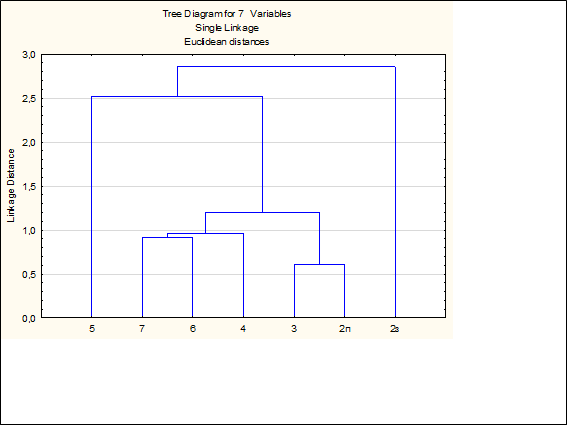 Tree Diagram for 7 Variables
Single Linkage
Euclidean distances
3,0
2,5
2,0
1,5
1,0
0,5
0,0
Linkage Distance
5 7 6 4 3 2n 2a